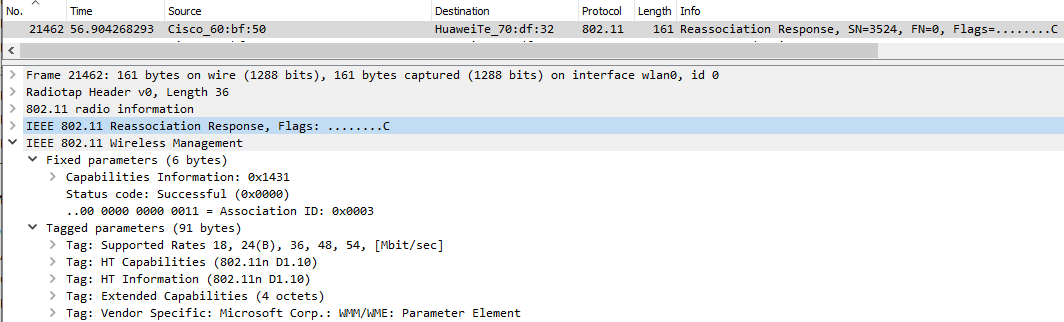 No. Time Source Destination Protocol Length Info
21462 56.904268293 Cisco_60:bf:50 HuaweiTe_70:df:32 802.11 161 Reassociation Response, SN=3524, FN=0, Flags=........C
Frame 21462: 161 bytes on wire (1288 bits), 161 bytes captured (1288 bits) on interface wlan0, id 0
Radiotap Header v0, Length 36
802.11 radio information
IEEE 802.11 Reassociation Response, Flags: ........C
IEEE 802.11 Wireless Management
Fixed parameters (6 bytes)
Capabilities Information: 0x1431
Status code: Successful (0x0000)
..00 0000 0000 0011 = Association ID: 0x0003
Tagged parameters (91 bytes)
Tag: Supported Rates 18, 24(B), 36, 48, 54, [Mbit/sec]
Tag: HT Capabilities (802.11n D1.10)
Tag: HT Information (802.11n D1.10)
Tag: Extended Capabilities (4 octets)
Tag: Vendor Specific: Microsoft Corp.: WMM/WME: Parameter Element